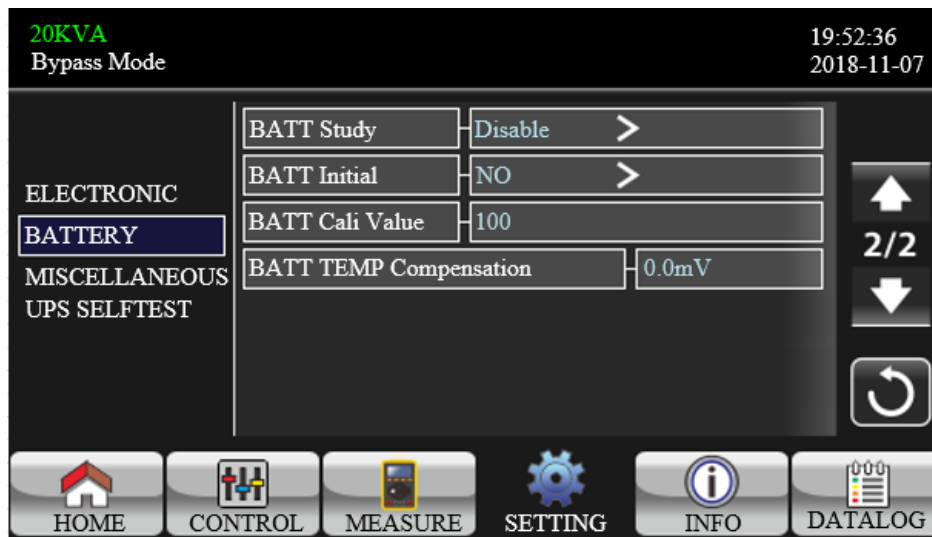 20KVA
Bypass Mode
19:52:36
2018-11-07
ELECTRONIC
BATTERY
MISCELLANEOUS
UPS SELFTEST
BATT Study Disable
BATT Initial NO
BATT Cali Value 100
BATT TEMP Compensation 0.0mV
2/2
HOME CONTROL MEASURE SETTING INFO DATALOG